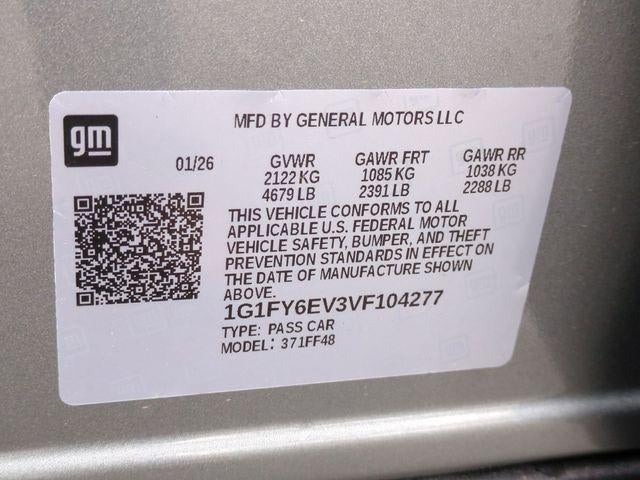 gm
MFD BY GENERAL MOTORS LLC
01/26 GVWR GAWR FRT GAWR RR
2122 KG 1085 KG 1038 KG
4679 LB 2391 LB 2288 LB
THIS VEHICLE CONFORMS TO ALL
APPLICABLE U.S. FEDERAL MOTOR
VEHICLE SAFETY, BUMPER, AND THEFT
PREVENTION STANDARDS IN EFFECT ON
THE DATE OF MANUFACTURE SHOWN
ABOVE.
1G1FY6EV3VF104277
TYPE: PASS CAR
MODEL: 371FF48